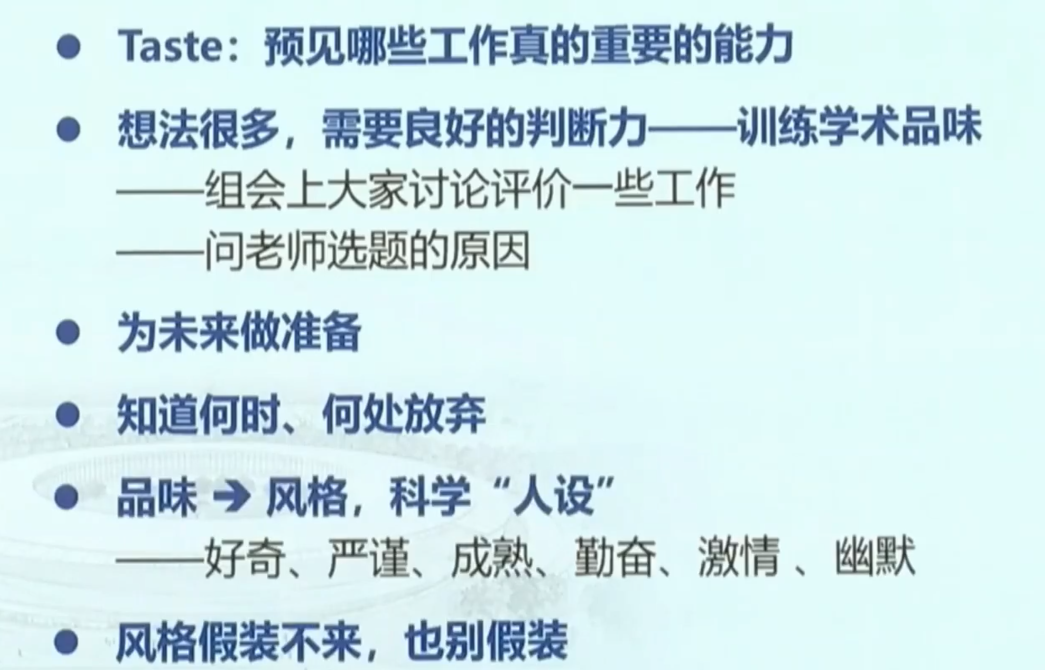 ● Taste：预见哪些工作真的重要的能力
● 想法很多，需要良好的判断力——训练学术品味
——组会上大家讨论评价一些工作
——问老师选题的原因
● 为未来做准备
● 知道何时、何处放弃
● 品味 ➔ 风格，科学“人设”
——好奇、严谨、成熟、勤奋、激情 、幽默
● 风格假装不来，也别假装